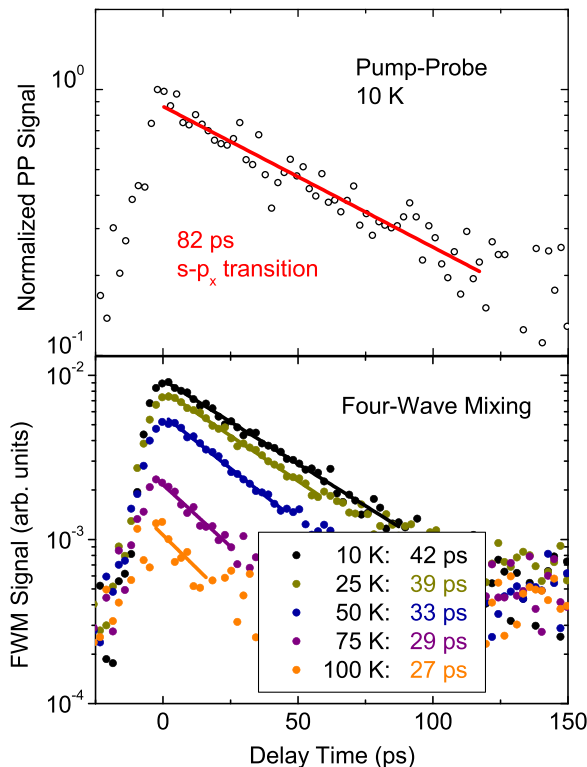 Pump-Probe
10 K
10⁰
Normalized PP Signal
82 ps
s-pₓ transition
10⁻¹
10⁻²
Four-Wave Mixing
FWM Signal (arb. units)
10⁻³
10 K: 42 ps
25 K: 39 ps
50 K: 33 ps
75 K: 29 ps
100 K: 27 ps
10⁻⁴
0 50 100 150
Delay Time (ps)